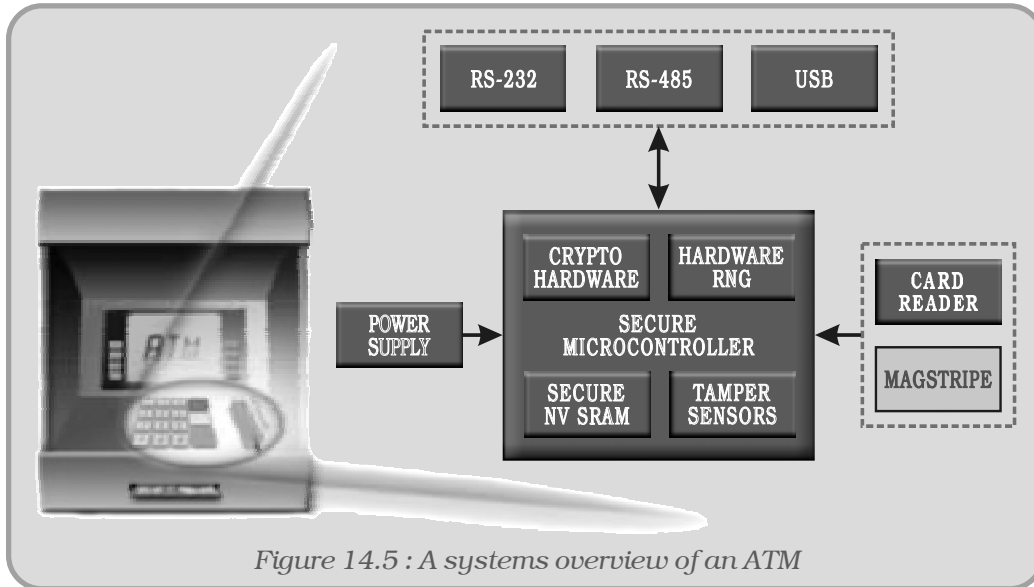 RS-232
RS-485
USB
CRYPTO
HARDWARE
HARDWARE
RNG
SECURE
MICROCONTROLLER
SECURE
NV SRAM
TAMPER
SENSORS
POWER
SUPPLY
CARD
READER
MAGSTRIPE
ATM
Figure 14.5 : A systems overview of an ATM